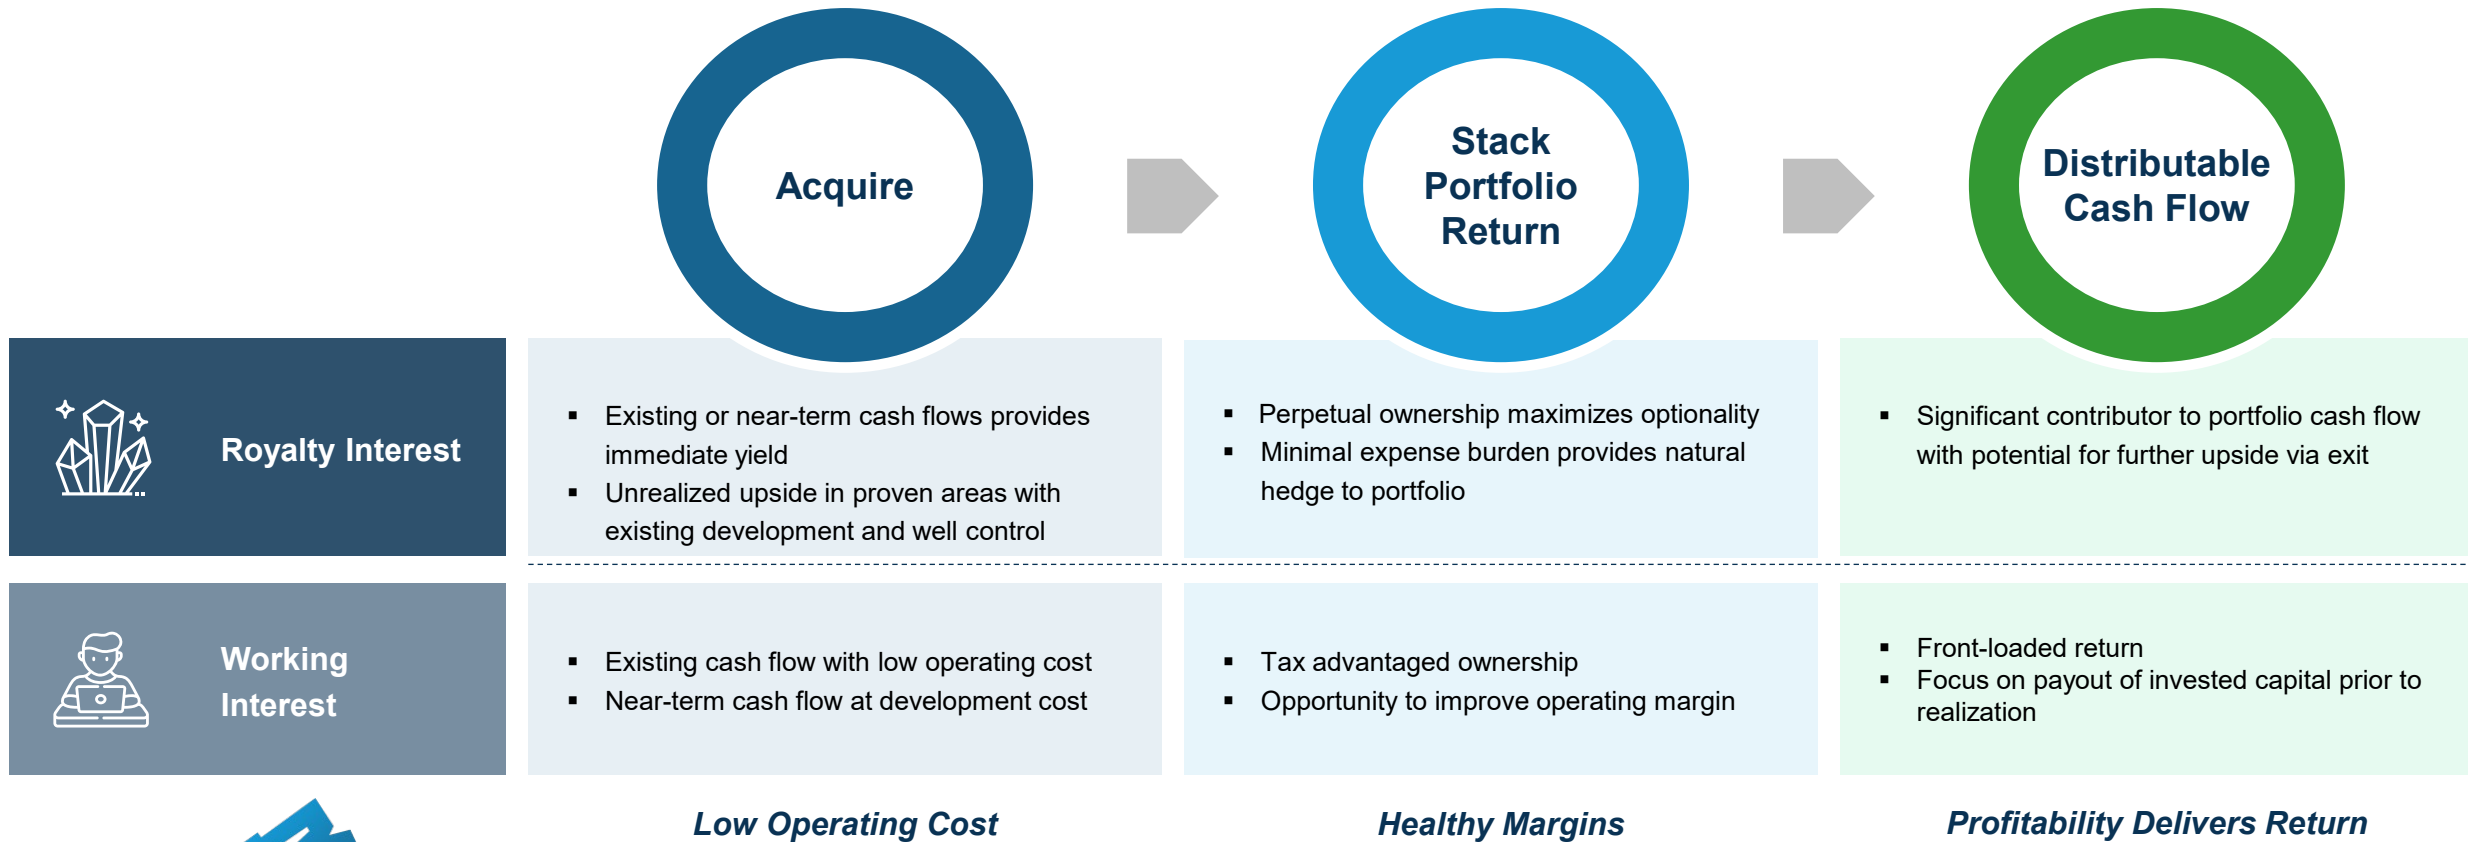 Acquire
Stack
Portfolio
Return
Distributable
Cash Flow
Royalty Interest
▪ Existing or near-term cash flows provides
immediate yield
▪ Unrealized upside in proven areas with
existing development and well control
▪ Perpetual ownership maximizes optionality
▪ Minimal expense burden provides natural
hedge to portfolio
▪ Significant contributor to portfolio cash flow
with potential for further upside via exit
Working
Interest
▪ Existing cash flow with low operating cost
▪ Near-term cash flow at development cost
▪ Tax advantaged ownership
▪ Opportunity to improve operating margin
▪ Front-loaded return
▪ Focus on payout of invested capital prior to
realization
Low Operating Cost
Healthy Margins
Profitability Delivers Return